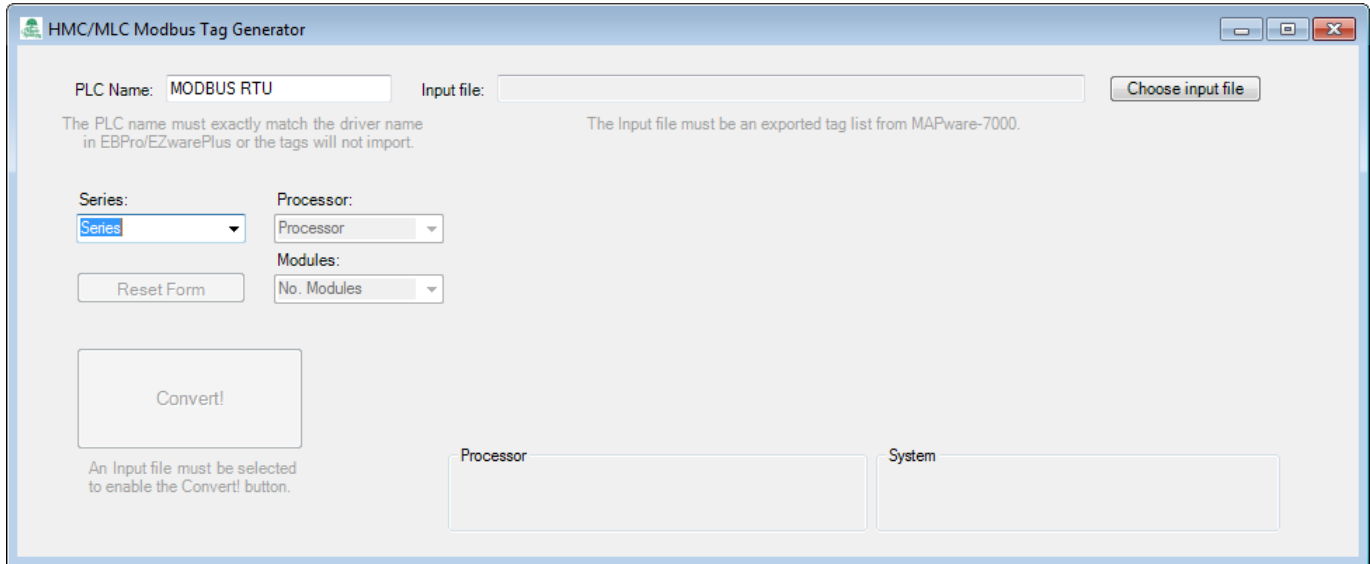 HMC/MLC Modbus Tag Generator
PLC Name: MODBUS RTU Input file: Choose input file
The PLC name must exactly match the driver name
in EBPro/EZwarePlus or the tags will not import.
The Input file must be an exported tag list from MAPware-7000.
Series: Processor:
Series Processor
Modules:
Reset Form No. Modules
Convert!
An Input file must be selected
to enable the Convert! button.
Processor System